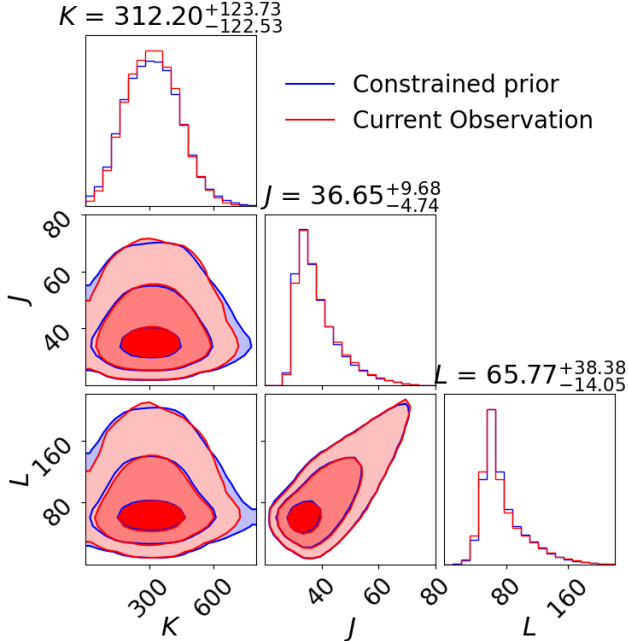 K = 312.20+123.73 −122.53
Constrained prior
Current Observation
J = 36.65+9.68 −4.74
80
60
40
J
L = 65.77+38.38 −14.05
160
80
L
300 600
40 60 80
80 160
K J L